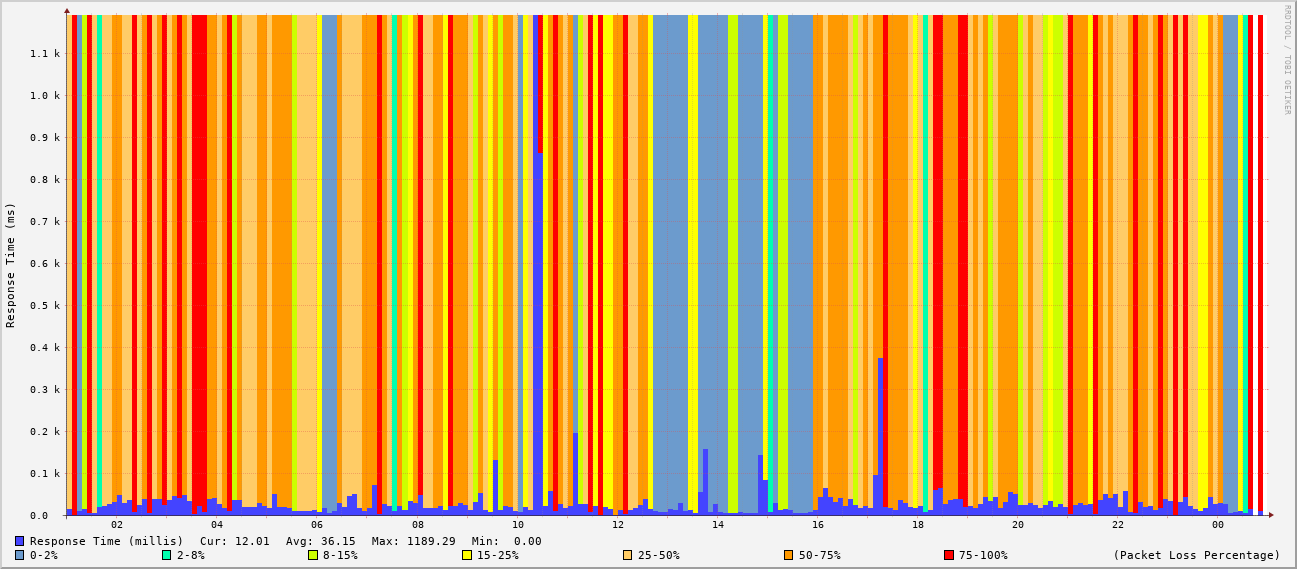 RRDTOOL / TOBI OETIKER
Response Time (ms)
1.1 k
1.0 k
0.9 k
0.8 k
0.7 k
0.6 k
0.5 k
0.4 k
0.3 k
0.2 k
0.1 k
0.0
02 04 06 08 10 12 14 16 18 20 22 00
Response Time (millis) Cur: 12.01 Avg: 36.15 Max: 1189.29 Min: 0.00
0-2% 2-8% 8-15% 15-25% 25-50% 50-75% 75-100% (Packet Loss Percentage)